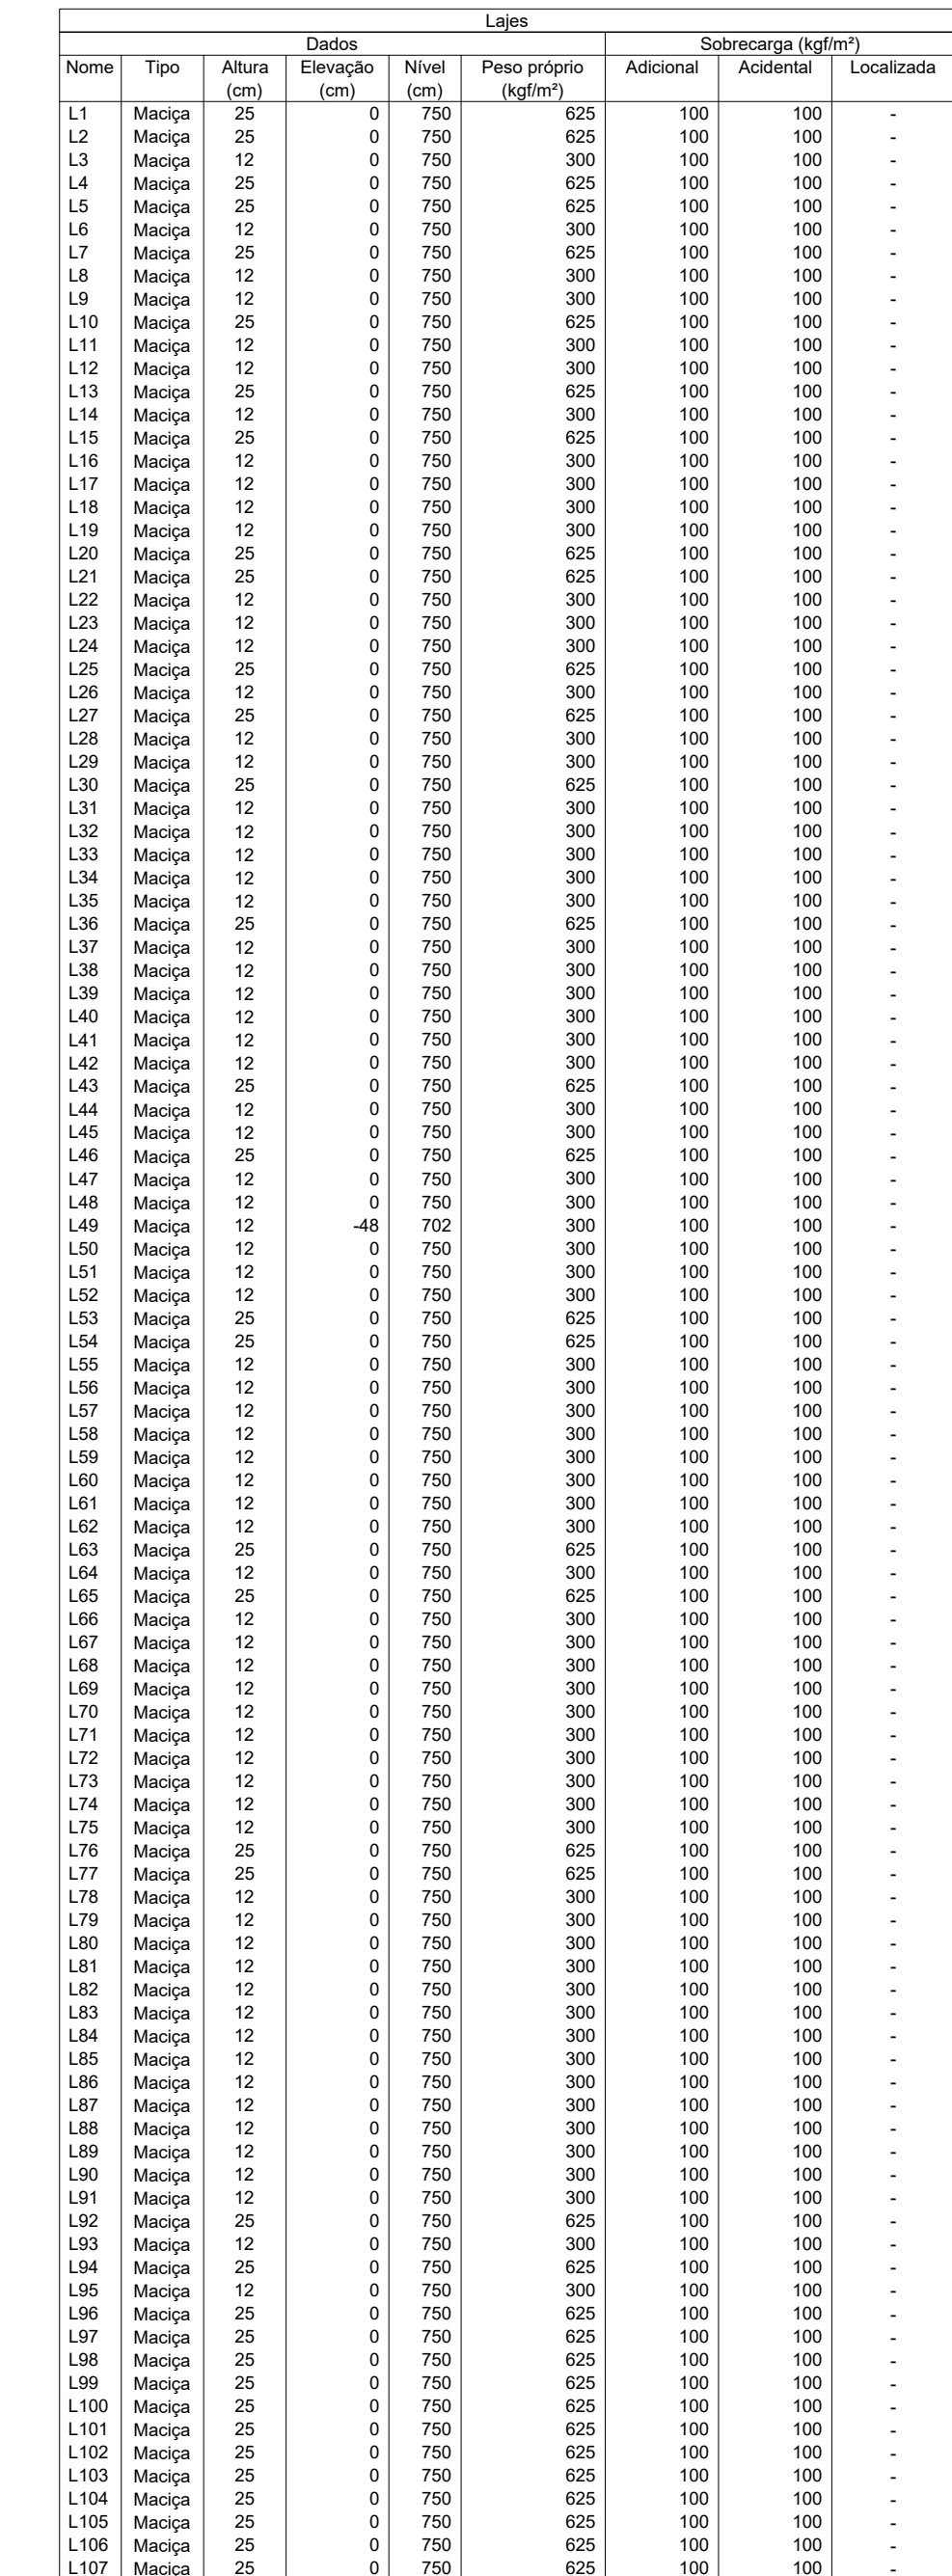 Lajes
Dados Sobrecarga (kgf/m²)
Nome Tipo Altura Elevação Nível Peso próprio Adicional Acidental Localizada
(cm) (cm) (cm) (kgf/m²)
L1 Maciça 25 0 750 625 100 100 -
L2 Maciça 25 0 750 625 100 100 -
L3 Maciça 12 0 750 300 100 100 -
L4 Maciça 25 0 750 625 100 100 -
L5 Maciça 25 0 750 625 100 100 -
L6 Maciça 12 0 750 300 100 100 -
L7 Maciça 25 0 750 625 100 100 -
L8 Maciça 12 0 750 300 100 100 -
L9 Maciça 12 0 750 300 100 100 -
L10 Maciça 25 0 750 625 100 100 -
L11 Maciça 12 0 750 300 100 100 -
L12 Maciça 12 0 750 300 100 100 -
L13 Maciça 25 0 750 625 100 100 -
L14 Maciça 12 0 750 300 100 100 -
L15 Maciça 25 0 750 625 100 100 -
L16 Maciça 12 0 750 300 100 100 -
L17 Maciça 12 0 750 300 100 100 -
L18 Maciça 12 0 750 300 100 100 -
L19 Maciça 12 0 750 300 100 100 -
L20 Maciça 25 0 750 625 100 100 -
L21 Maciça 25 0 750 625 100 100 -
L22 Maciça 12 0 750 300 100 100 -
L23 Maciça 12 0 750 300 100 100 -
L24 Maciça 12 0 750 300 100 100 -
L25 Maciça 25 0 750 625 100 100 -
L26 Maciça 12 0 750 300 100 100 -
L27 Maciça 25 0 750 625 100 100 -
L28 Maciça 12 0 750 300 100 100 -
L29 Maciça 12 0 750 300 100 100 -
L30 Maciça 25 0 750 625 100 100 -
L31 Maciça 12 0 750 300 100 100 -
L32 Maciça 12 0 750 300 100 100 -
L33 Maciça 12 0 750 300 100 100 -
L34 Maciça 12 0 750 300 100 100 -
L35 Maciça 12 0 750 300 100 100 -
L36 Maciça 25 0 750 625 100 100 -
L37 Maciça 12 0 750 300 100 100 -
L38 Maciça 12 0 750 300 100 100 -
L39 Maciça 12 0 750 300 100 100 -
L40 Maciça 12 0 750 300 100 100 -
L41 Maciça 12 0 750 300 100 100 -
L42 Maciça 12 0 750 300 100 100 -
L43 Maciça 25 0 750 625 100 100 -
L44 Maciça 12 0 750 300 100 100 -
L45 Maciça 12 0 750 300 100 100 -
L46 Maciça 25 0 750 625 100 100 -
L47 Maciça 12 0 750 300 100 100 -
L48 Maciça 12 0 750 300 100 100 -
L49 Maciça 12 -48 702 300 100 100 -
L50 Maciça 12 0 750 300 100 100 -
L51 Maciça 12 0 750 300 100 100 -
L52 Maciça 12 0 750 300 100 100 -
L53 Maciça 25 0 750 625 100 100 -
L54 Maciça 25 0 750 625 100 100 -
L55 Maciça 12 0 750 300 100 100 -
L56 Maciça 12 0 750 300 100 100 -
L57 Maciça 12 0 750 300 100 100 -
L58 Maciça 12 0 750 300 100 100 -
L59 Maciça 12 0 750 300 100 100 -
L60 Maciça 12 0 750 300 100 100 -
L61 Maciça 12 0 750 300 100 100 -
L62 Maciça 12 0 750 300 100 100 -
L63 Maciça 25 0 750 625 100 100 -
L64 Maciça 12 0 750 300 100 100 -
L65 Maciça 25 0 750 625 100 100 -
L66 Maciça 12 0 750 300 100 100 -
L67 Maciça 12 0 750 300 100 100 -
L68 Maciça 12 0 750 300 100 100 -
L69 Maciça 12 0 750 300 100 100 -
L70 Maciça 12 0 750 300 100 100 -
L71 Maciça 12 0 750 300 100 100 -
L72 Maciça 12 0 750 300 100 100 -
L73 Maciça 12 0 750 300 100 100 -
L74 Maciça 12 0 750 300 100 100 -
L75 Maciça 12 0 750 300 100 100 -
L76 Maciça 25 0 750 625 100 100 -
L77 Maciça 25 0 750 625 100 100 -
L78 Maciça 12 0 750 300 100 100 -
L79 Maciça 12 0 750 300 100 100 -
L80 Maciça 12 0 750 300 100 100 -
L81 Maciça 12 0 750 300 100 100 -
L82 Maciça 12 0 750 300 100 100 -
L83 Maciça 12 0 750 300 100 100 -
L84 Maciça 12 0 750 300 100 100 -
L85 Maciça 12 0 750 300 100 100 -
L86 Maciça 12 0 750 300 100 100 -
L87 Maciça 12 0 750 300 100 100 -
L88 Maciça 12 0 750 300 100 100 -
L89 Maciça 12 0 750 300 100 100 -
L90 Maciça 12 0 750 300 100 100 -
L91 Maciça 12 0 750 300 100 100 -
L92 Maciça 25 0 750 625 100 100 -
L93 Maciça 12 0 750 300 100 100 -
L94 Maciça 25 0 750 625 100 100 -
L95 Maciça 12 0 750 300 100 100 -
L96 Maciça 25 0 750 625 100 100 -
L97 Maciça 25 0 750 625 100 100 -
L98 Maciça 25 0 750 625 100 100 -
L99 Maciça 25 0 750 625 100 100 -
L100 Maciça 25 0 750 625 100 100 -
L101 Maciça 25 0 750 625 100 100 -
L102 Maciça 25 0 750 625 100 100 -
L103 Maciça 25 0 750 625 100 100 -
L104 Maciça 25 0 750 625 100 100 -
L105 Maciça 25 0 750 625 100 100 -
L106 Maciça 25 0 750 625 100 100 -
L107 Maciça 25 0 750 625 100 100 -